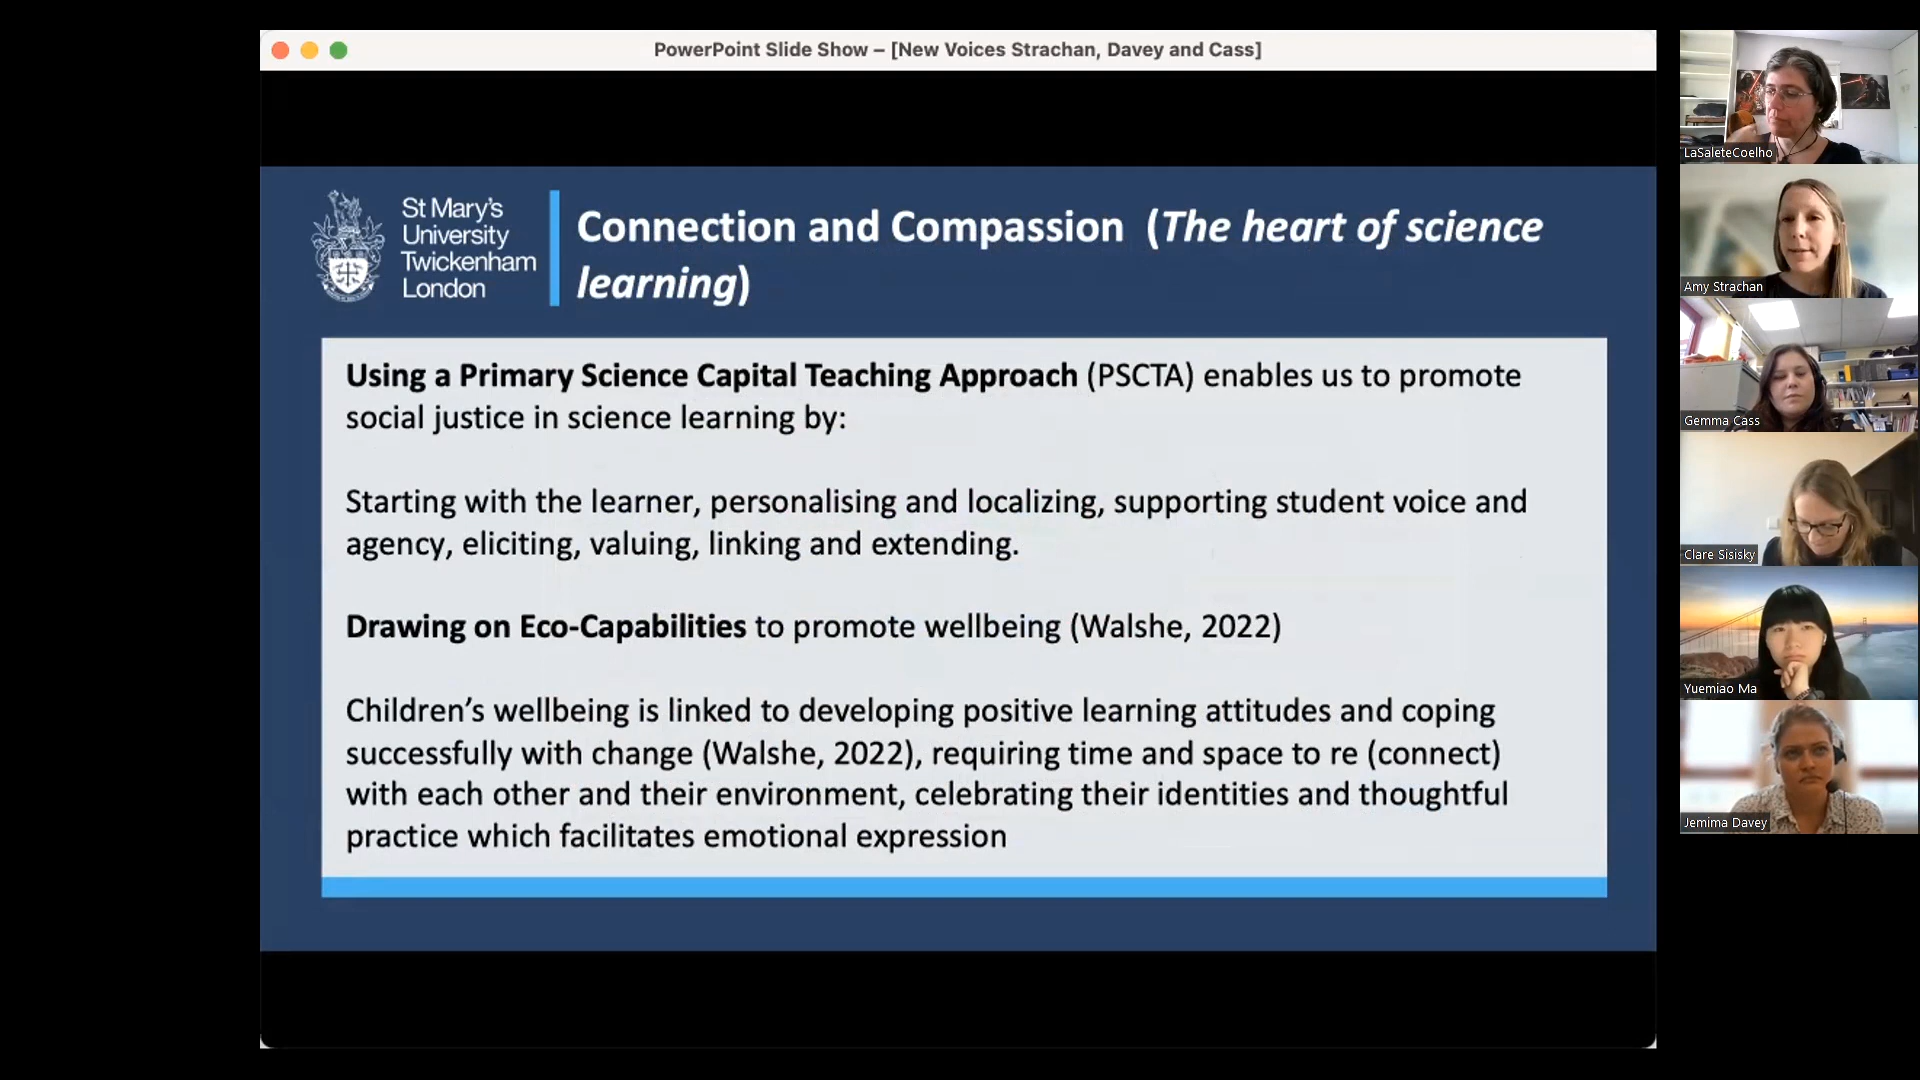 PowerPoint Slide Show – [New Voices Strachan, Davey and Cass]
St Mary's
University
Twickenham
London
Connection and Compassion (The heart of science
learning)
Using a Primary Science Capital Teaching Approach (PSCTA) enables us to promote
social justice in science learning by:
Starting with the learner, personalising and localizing, supporting student voice and
agency, eliciting, valuing, linking and extending.
Drawing on Eco-Capabilities to promote wellbeing (Walshe, 2022)
Children’s wellbeing is linked to developing positive learning attitudes and coping
successfully with change (Walshe, 2022), requiring time and space to re (connect)
with each other and their environment, celebrating their identities and thoughtful
practice which facilitates emotional expression
LaSaleteCoelho
Amy Strachan
Gemma Cass
Clare Sisisky
Yuemiao Ma
Jemima Davey